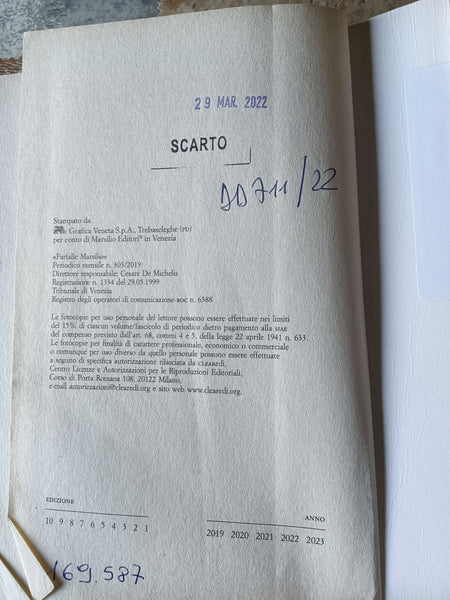 29 MAR. 2022
SCARTO
DD 711/22
Stampato da
Grafica Veneta S.p.A., Trebaseleghe (PD)
per conto di Marsilio Editori® in Venezia
«Farfalle Marsilio»
Periodico mensile n. 303/2019
Direttore responsabile: Cesare De Michelis
Registrazione n. 1334 del 29.05.1999
Tribunale di Venezia
Registro degli operatori di comunicazione-ROC n. 6388
Le fotocopie per uso personale del lettore possono essere effettuate nei limiti
del 15% di ciascun volume/fascicolo di periodico dietro pagamento alla SIAE
del compenso previsto dall'art. 68, commi 4 e 5, della legge 22 aprile 1941 n. 633.
Le fotocopie per finalità di carattere professionale, economico o commerciale
o comunque per uso diverso da quello personale possono essere effettuate
a seguito di specifica autorizzazione rilasciata da CLEAREDI,
Centro Licenze e Autorizzazioni per le Riproduzioni Editoriali,
Corso di Porta Romana 108, 20122 Milano,
e-mail autorizzazioni@clearedi.org e sito web www.clearedi.org.
EDIZIONE
10 9 8 7 6 5 4 3 2 1
ANNO
2019 2020 2021 2022 2023
169.587